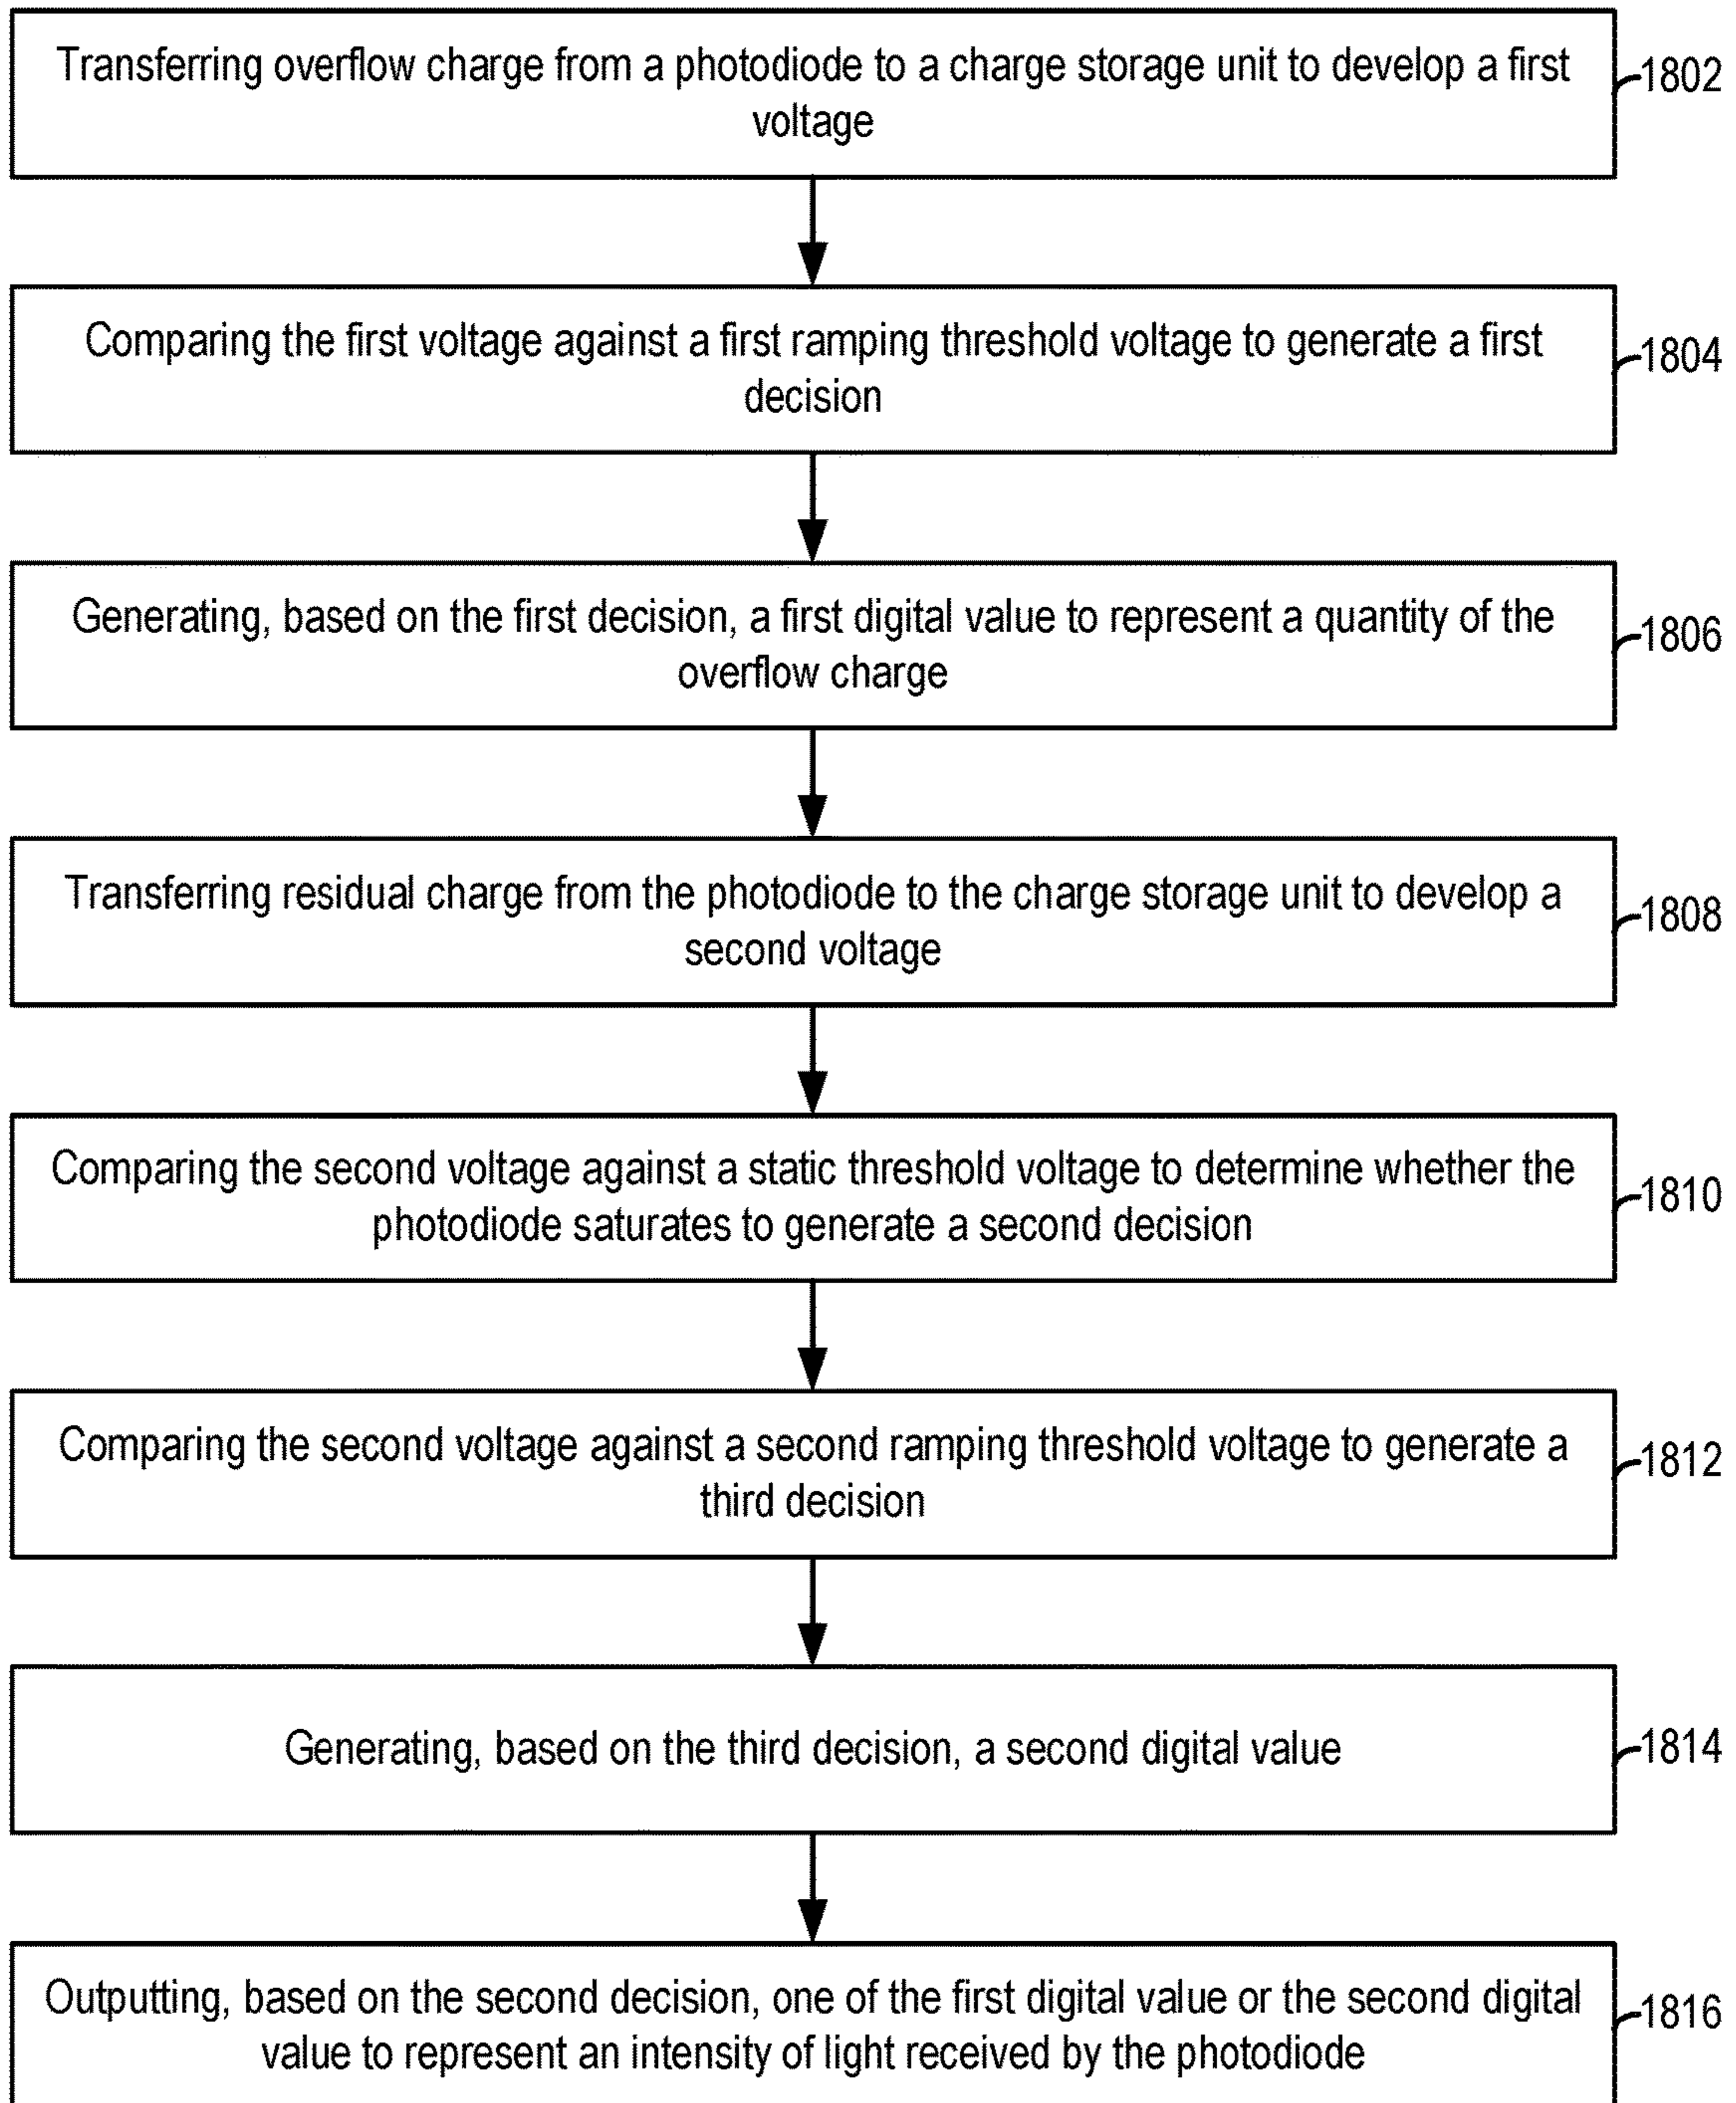 Transferring overflow charge from a photodiode to a charge storage unit to develop a first
voltage
1802
Comparing the first voltage against a first ramping threshold voltage to generate a first
decision
1804
Generating, based on the first decision, a first digital value to represent a quantity of the
overflow charge
1806
Transferring residual charge from the photodiode to the charge storage unit to develop a
second voltage
1808
Comparing the second voltage against a static threshold voltage to determine whether the
photodiode saturates to generate a second decision
1810
Comparing the second voltage against a second ramping threshold voltage to generate a
third decision
1812
Generating, based on the third decision, a second digital value
1814
Outputting, based on the second decision, one of the first digital value or the second digital
value to represent an intensity of light received by the photodiode
1816